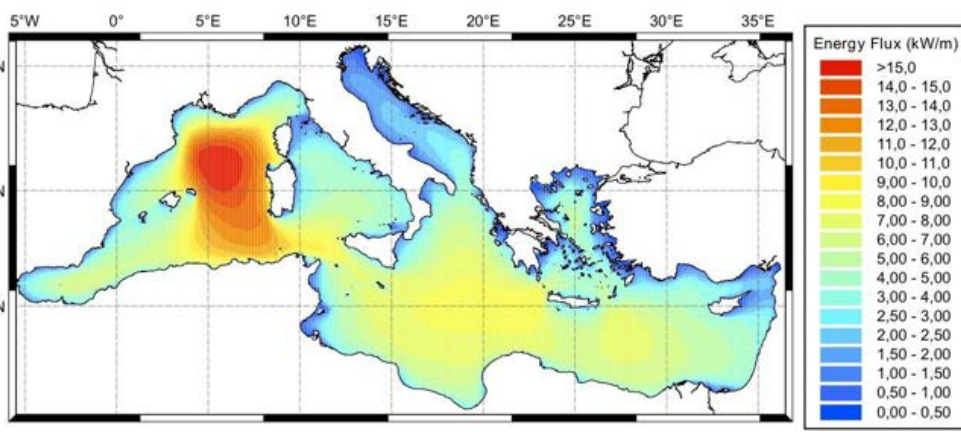 5°W 0° 5°E 10°E 15°E 20°E 25°E 30°E 35°E
N
N
N
Energy Flux (kW/m)
>15,0
14,0 - 15,0
13,0 - 14,0
12,0 - 13,0
11,0 - 12,0
10,0 - 11,0
9,00 - 10,0
8,00 - 9,00
7,00 - 8,00
6,00 - 7,00
5,00 - 6,00
4,00 - 5,00
3,00 - 4,00
2,50 - 3,00
2,00 - 2,50
1,50 - 2,00
1,00 - 1,50
0,50 - 1,00
0,00 - 0,50